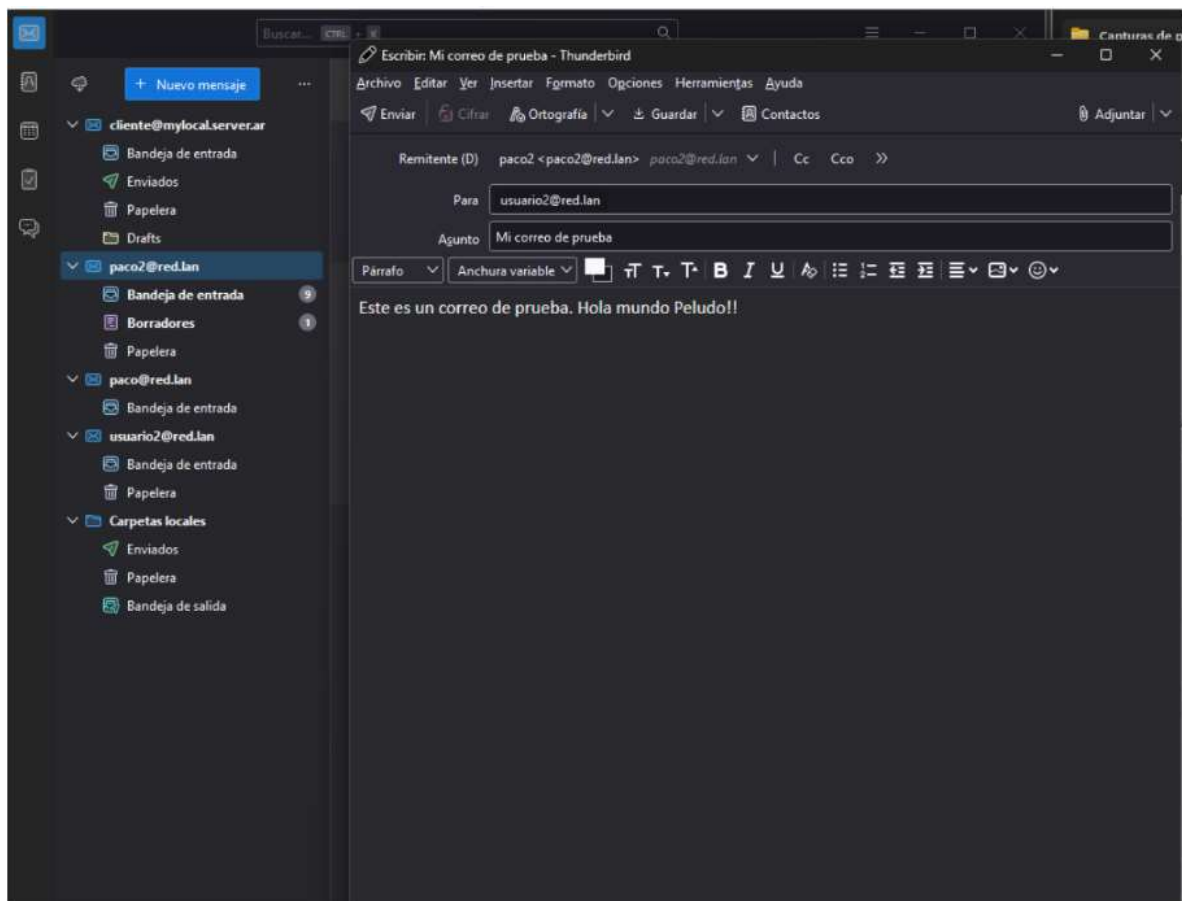 Buscar... CTRL + K
Canturas de p
Escribir: Mi correo de prueba - Thunderbird
Archivo Editar Ver Insertar Formato Opciones Herramientas Ayuda
Enviar Cifrar Ortografía Guardar Contactos Adjuntar
Remitente (D) paco2 <paco2@red.lan> paco2@red.lan Cc Cco
Para usuario2@red.lan
Asunto Mi correo de prueba
Párrafo Anchura variable
Este es un correo de prueba. Hola mundo Peludo!!
+ Nuevo mensaje
cliente@mylocal.server.ar
Bandeja de entrada
Enviados
Papelera
Drafts
paco2@red.lan
Bandeja de entrada 9
Borradores 1
Papelera
paco@red.lan
Bandeja de entrada
usuario2@red.lan
Bandeja de entrada
Papelera
Carpetas locales
Enviados
Papelera
Bandeja de salida